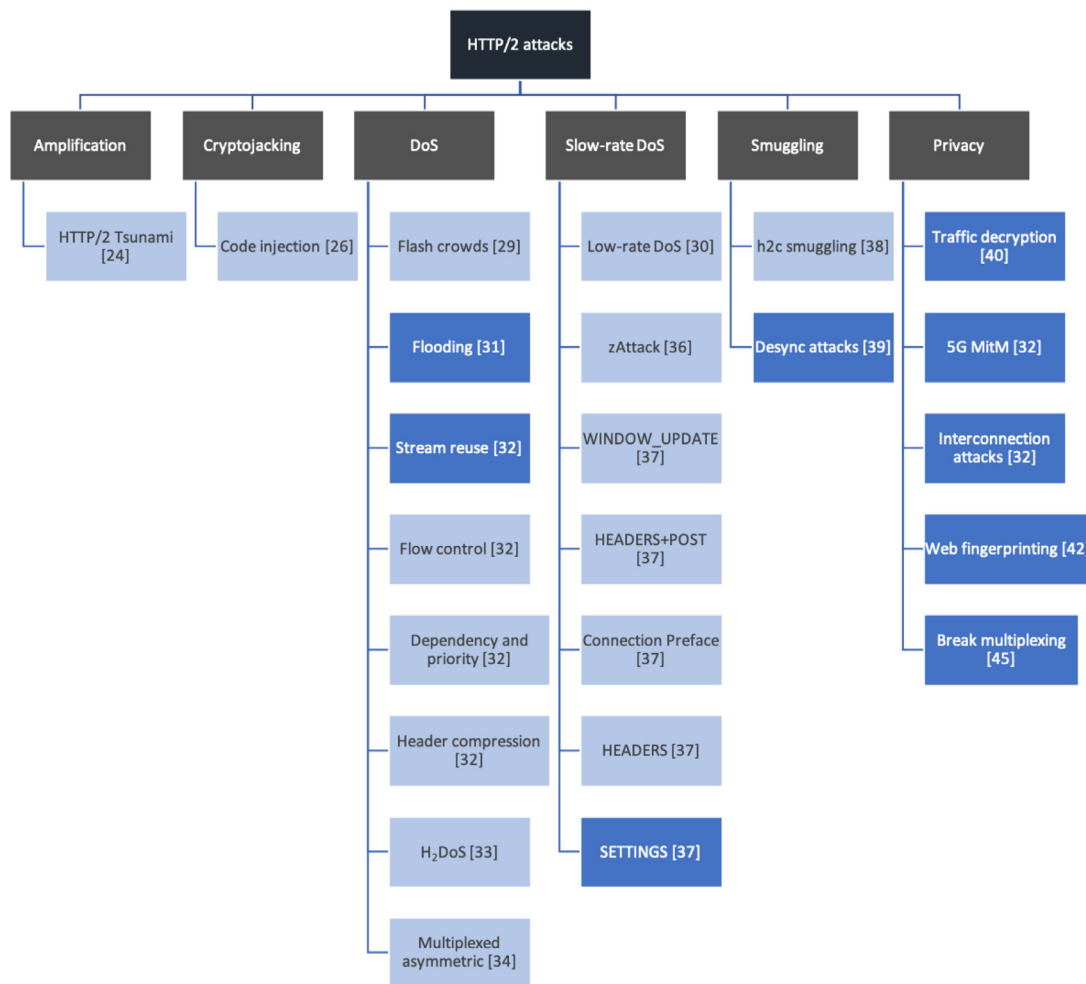 HTTP/2 attacks
Amplification
HTTP/2 Tsunami
[24]
Cryptojacking
Code injection [26]
DoS
Flash crowds [29]
Flooding [31]
Stream reuse [32]
Flow control [32]
Dependency and
priority [32]
Header compression
[32]
H₂DoS [33]
Multiplexed
asymmetric [34]
Slow-rate DoS
Low-rate DoS [30]
zAttack [36]
WINDOW_UPDATE
[37]
HEADERS+POST
[37]
Connection Preface
[37]
HEADERS [37]
SETTINGS [37]
Smuggling
h2c smuggling [38]
Desync attacks [39]
Privacy
Traffic decryption
[40]
5G MitM [32]
Interconnection
attacks [32]
Web fingerprinting [42]
Break multiplexing
[45]